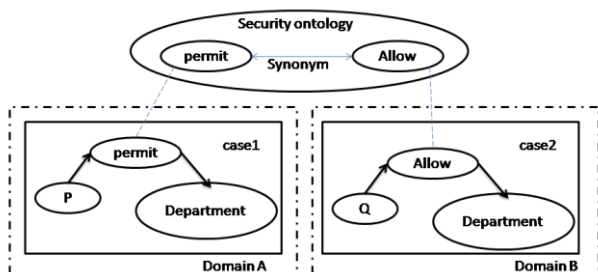 Security ontology
permit
Allow
Synonym
case1
permit
P
Department
Domain A
case2
Allow
Q
Department
Domain B